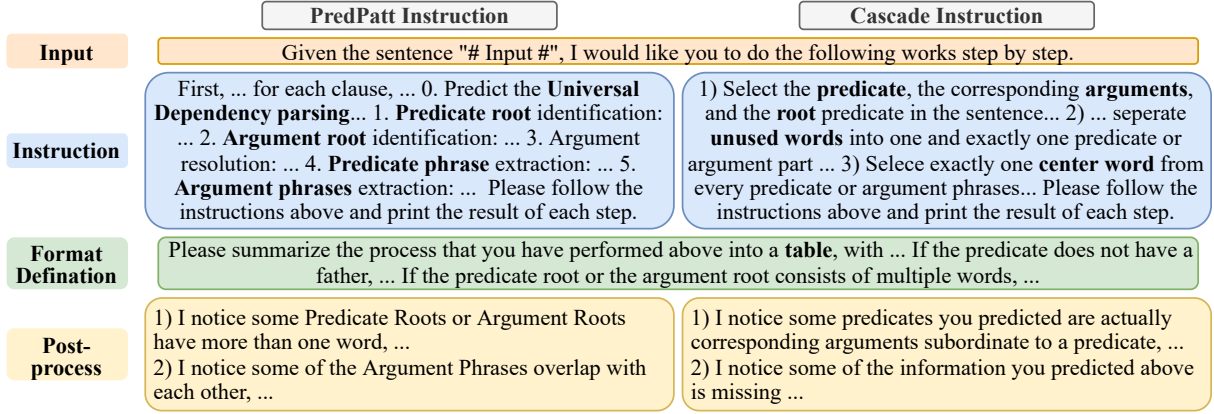 PredPatt Instruction
Cascade Instruction
Input
Given the sentence "# Input #", I would like you to do the following works step by step.
Instruction
First, ... for each clause, ... 0. Predict the Universal
Dependency parsing... 1. Predicate root identification:
... 2. Argument root identification: ... 3. Argument
resolution: ... 4. Predicate phrase extraction: ... 5.
Argument phrases extraction: ... Please follow the
instructions above and print the result of each step.
1) Select the predicate, the corresponding arguments,
and the root predicate in the sentence... 2) ... seperate
unused words into one and exactly one predicate or
argument part ... 3) Selece exactly one center word from
every predicate or argument phrases... Please follow the
instructions above and print the result of each step.
Format
Defination
Please summarize the process that you have performed above into a table, with ... If the predicate does not have a
father, ... If the predicate root or the argument root consists of multiple words, ...
Post-
process
1) I notice some Predicate Roots or Argument Roots
have more than one word, ...
2) I notice some of the Argument Phrases overlap with
each other, ...
1) I notice some predicates you predicted are actually
corresponding arguments subordinate to a predicate, ...
2) I notice some of the information you predicted above
is missing ...